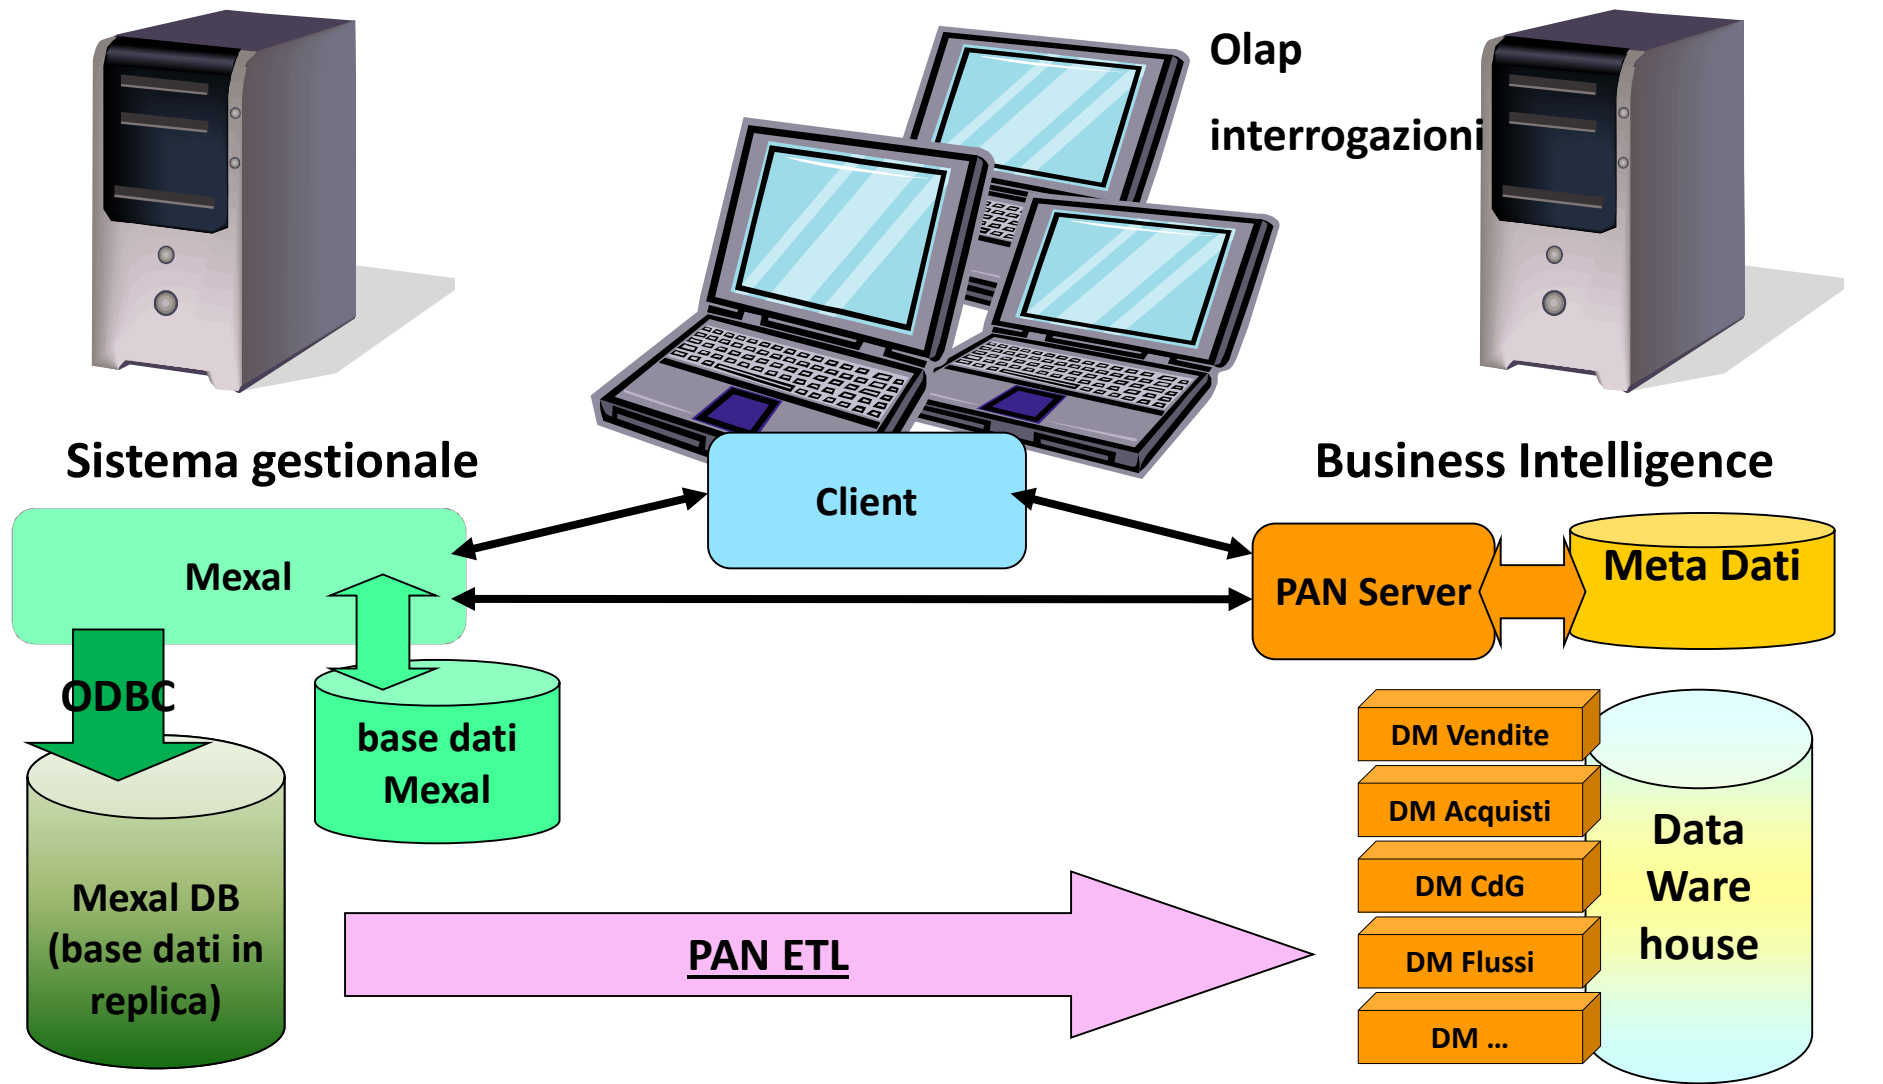 Olap
interrogazioni
Sistema gestionale
Business Intelligence
Client
Mexal
PAN Server
Meta Dati
ODBC
base dati
Mexal
Mexal DB
(base dati in
replica)
PAN ETL
DM Vendite
DM Acquisti
DM CdG
DM Flussi
DM ...
Data
Ware
house